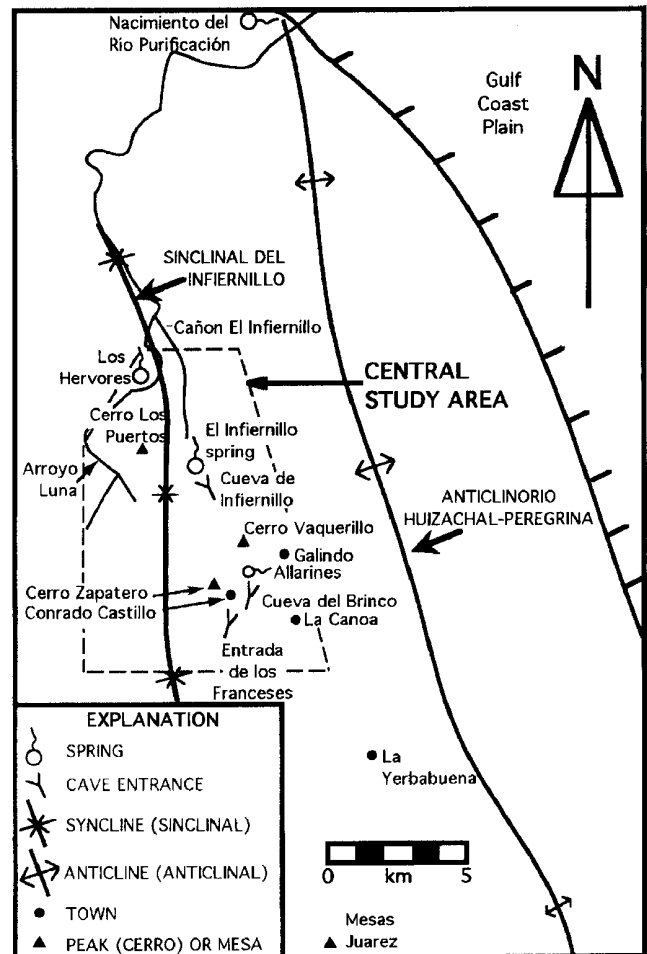 Nacimiento del
Río Purificación
Gulf
Coast
Plain
N
SINCLINAL DEL
INFIERNILLO
Cañon El Infiernillo
Los
Hervores
CENTRAL
STUDY AREA
Cerro Los
Puertos
El Infiernillo
spring
Arroyo
Luna
Cueva de
Infiernillo
ANTICLINORIO
HUIZACHAL-PEREGRINA
Cerro Vaquerillo
Galindo
Allarines
Cerro Zapatero
Conrado Castillo
Cueva del Brinco
La Canoa
Entrada
de los
Franceses
EXPLANATION
SPRING
CAVE ENTRANCE
SYNCLINE (SINCLINAL)
ANTICLINE (ANTICLINAL)
TOWN
PEAK (CERRO) OR MESA
La
Yerbabuena
0 km 5
Mesas
Juarez